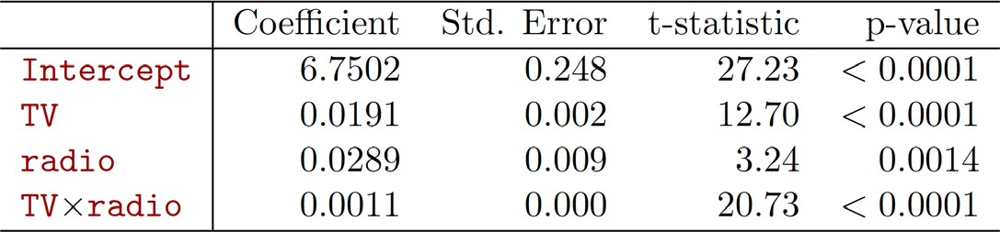 Coefficient Std. Error t-statistic p-value
Intercept 6.7502 0.248 27.23 < 0.0001
TV 0.0191 0.002 12.70 < 0.0001
radio 0.0289 0.009 3.24 0.0014
TV×radio 0.0011 0.000 20.73 < 0.0001